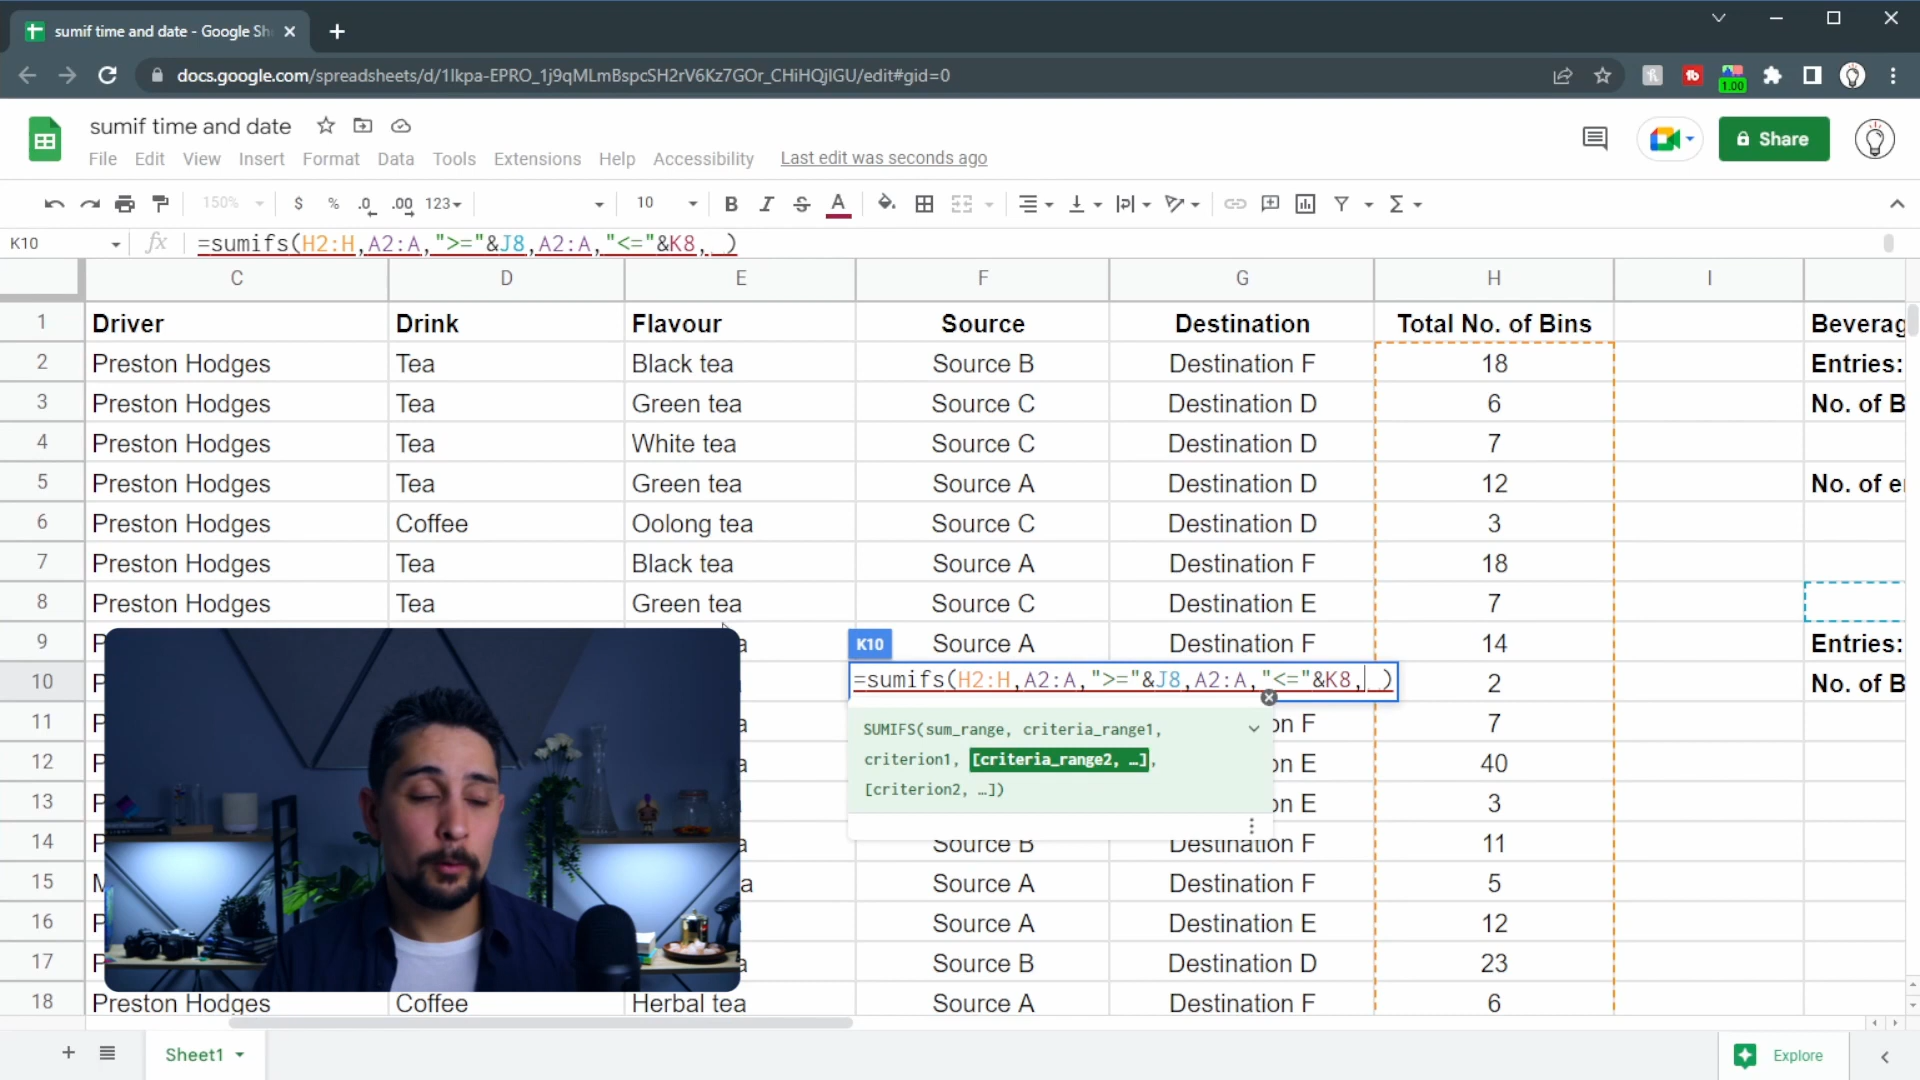 sumif time and date - Google Sh
docs.google.com/spreadsheets/d/1lkpa-EPRO_1j9qMLmBspcSH2rV6Kz7GOr_CHiHQjIGU/edit#gid=0
1.00
sumif time and date
File Edit View Insert Format Data Tools Extensions Help Accessibility Last edit was seconds ago
Share
150% $ % .0 .00 123 10 B I S A
K10 fx =sumifs(H2:H,A2:A,">="&J8,A2:A,"<="&K8, )
C D E F G H I
1 Driver Drink Flavour Source Destination Total No. of Bins Beverag
2 Preston Hodges Tea Black tea Source B Destination F 18 Entries:
3 Preston Hodges Tea Green tea Source C Destination D 6 No. of B
4 Preston Hodges Tea White tea Source C Destination D 7
5 Preston Hodges Tea Green tea Source A Destination D 12 No. of e
6 Preston Hodges Coffee Oolong tea Source C Destination D 3
7 Preston Hodges Tea Black tea Source A Destination F 18
8 Preston Hodges Tea Green tea Source C Destination E 7
9 P a K10 Source A Destination F 14 Entries:
10 P =sumifs(H2:H,A2:A,">="&J8,A2:A,"<="&K8, ) 2 No. of B
11 P a on F 7
SUMIFS(sum_range, criteria_range1,
12 P a criterion1, [criteria_range2, …], on E 40
13 P a [criterion2, …]) on E 3
14 P a Source B Destination F 11
15 M a Source A Destination F 5
16 P Source A Destination E 12
17 P a Source B Destination D 23
18 Preston Hodges Coffee Herbal tea Source A Destination F 6
+ Sheet1 Explore